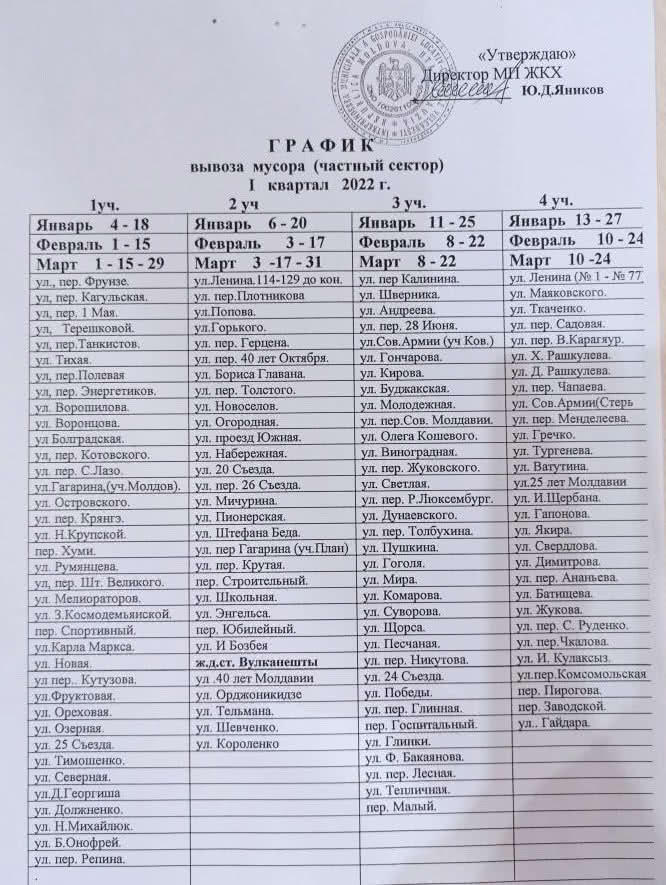 «Утверждаю»
Директор МП ЖКХ
Ю.Д.Яников
REPUBLICA MOLDOVA
Г Р А Ф И К
вывоза мусора (частный сектор)
I квартал 2022 г.
1уч.
Январь 4 - 18
Февраль 1 - 15
Март 1 - 15 - 29
ул., пер. Фрунзе.
ул, пер. Кагульская.
ул, пер. 1 Мая.
ул, Терешковой.
ул, пер.Танкистов.
ул. Тихая.
ул, пер.Полевая
ул, пер. Энергетиков.
ул. Ворошилова.
ул. Воронцова.
ул Болградская.
ул, пер. Котовского.
ул. пер. С.Лазо.
ул.Гагарина,(уч.Молдов).
ул. Островского.
ул. пер. Крянгэ.
ул. Н.Крупской.
пер. Хуми.
ул. Румянцева.
ул, пер. Шт. Великого.
ул. Мелиораторов.
ул. З.Космодемьянской.
пер. Спортивный.
ул.Карла Маркса.
ул. Новая.
ул пер.. Кутузова.
ул.Фруктовая.
ул. Ореховая.
ул. Озерная.
ул. 25 Съезда.
ул. Тимошенко.
ул. Северная.
ул.Д.Георгиша
ул. Долженко.
ул. Н.Михайлюк.
ул. Б.Онофрей.
ул. пер. Репина.
2 уч
Январь 6 - 20
Февраль 3 - 17
Март 3 -17 - 31
ул.Ленина.114-129 до кон.
ул. пер.Плотникова
ул.Попова.
ул.Горького.
ул. пер. Герцена.
ул. пер. 40 лет Октября.
ул. Бориса Главана.
ул. пер. Толстого.
ул. Новоселов.
ул. Огородная.
ул. проезд Южная.
ул. Набережная.
ул. 20 Съезда.
ул. пер. 26 Съезда.
ул. Мичурина.
ул. Пионерская.
ул. Штефана Беда.
ул. пер Гагарина (уч.План)
ул. пер. Крутая.
пер. Строительный.
ул. Школьная.
ул. Энгельса.
пер. Юбилейный.
ул. И Бозбея
ж.д.ст. Вулканешты
ул .40 лет Молдавии
ул. Орджоникидзе
ул. Тельмана.
ул. Шевченко.
ул. Короленко
3 уч.
Январь 11 - 25
Февраль 8 - 22
Март 8 - 22
ул. пер Калинина.
ул. Шверника.
ул. Андреева.
ул. пер. 28 Июня.
ул.Сов.Армии (уч Ков.)
ул. Гончарова.
ул. Кирова.
ул. Буджакская.
ул. Молодежная.
ул. пер.Сов. Молдавии.
ул. Олега Кошевого.
ул. Виноградная.
ул. пер. Жуковского.
ул. Светлая.
ул. пер. Р.Люксембург.
ул. Дунаевского.
ул. пер. Толбухина.
ул. Пушкина.
ул. Гоголя.
ул. Мира.
ул. Комарова.
ул. Суворова.
ул. Щорса.
ул. Песчаная.
ул. пер. Никутова.
ул. 24 Съезда.
ул. Победы.
ул. пер. Глинная.
пер. Госпитальный.
ул. Глинки.
ул. Ф. Бакаянова.
ул. пер. Лесная.
ул. Тепличная.
пер. Малый.
4 уч.
Январь 13 - 27
Февраль 10 - 24
Март 10 -24
ул. Ленина (№ 1 - № 77
ул. Маяковского.
ул. Ткаченко.
ул. пер. Садовая.
ул. пер. В.Карагяур.
ул. Х. Рашкулева.
ул. Д. Рашкулева.
ул. пер. Чапаева.
ул. Сов.Армии(Стерь
ул. пер. Менделеева.
ул. Гречко.
ул. Тургенева.
ул. Ватутина.
ул.25 лет Молдавии
ул. И.Щербана.
ул. Гапонова.
ул. Якира.
ул. Свердлова.
ул. Димитрова.
ул. пер. Ананьева.
ул. Батищева.
ул. Жукова.
ул. пер. С. Руденко.
ул. пер.Чкалова.
ул. И. Кулаксыз.
ул.пер.Комсомольская
пер. Пирогова.
пер. Заводской.
ул.. Гайдара.